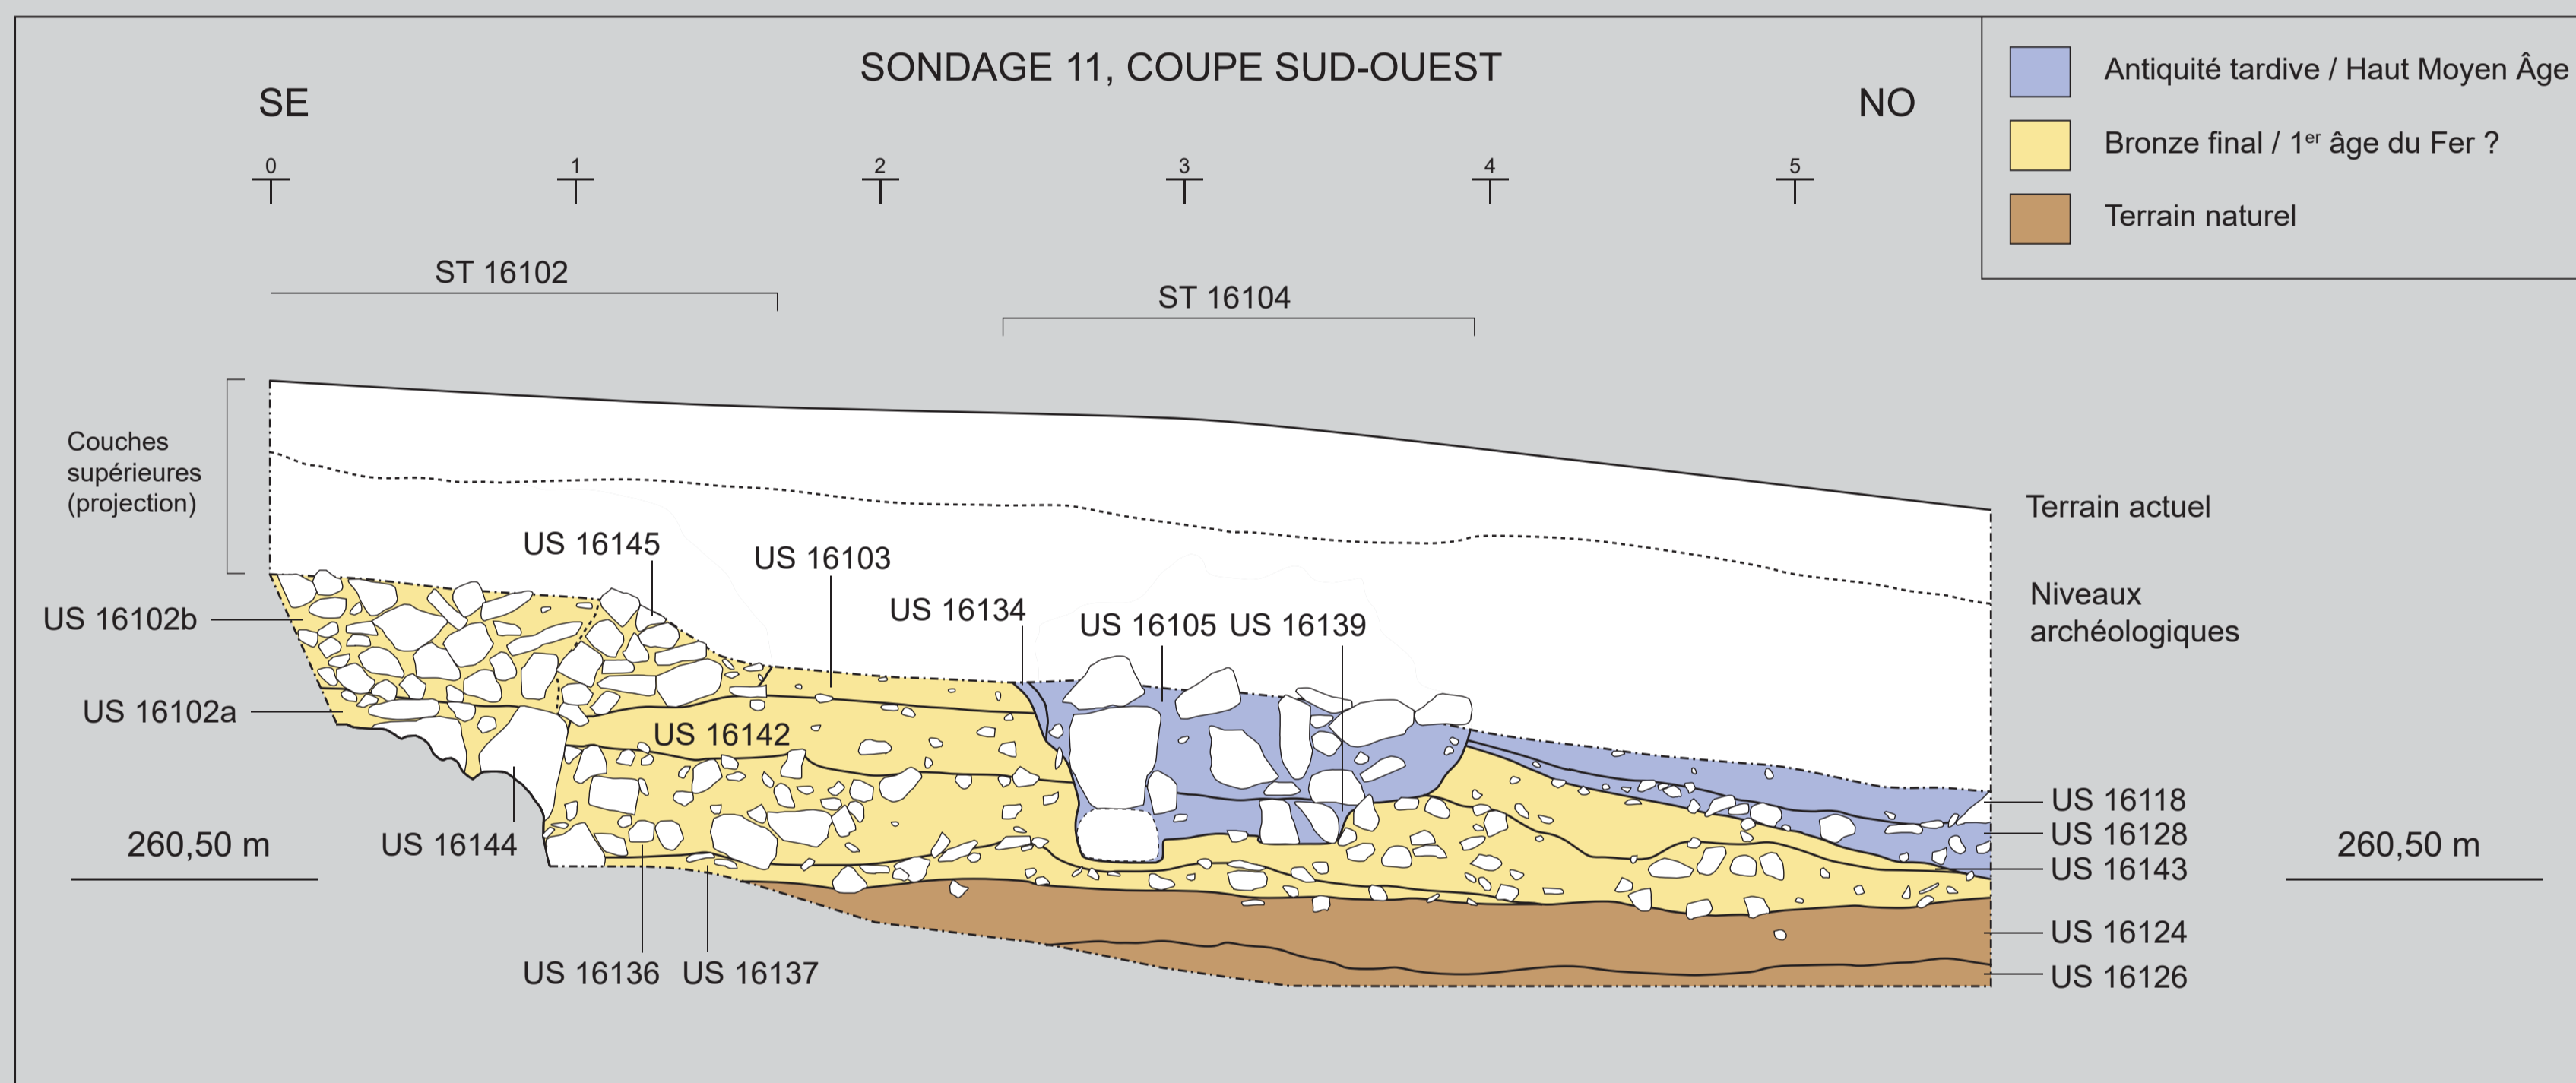 SONDAGE 11, COUPE SUD-OUEST
SE
NO
0 1 2 3 4 5
Antiquité tardive / Haut Moyen Âge
Bronze final / 1er âge du Fer ?
Terrain naturel
ST 16102
ST 16104
Couches
supérieures
(projection)
Terrain actuel
Niveaux
archéologiques
US 16145
US 16103
US 16134
US 16105
US 16139
US 16102b
US 16102a
US 16142
US 16144
260,50 m
US 16136
US 16137
US 16118
US 16128
US 16143
US 16124
US 16126
260,50 m